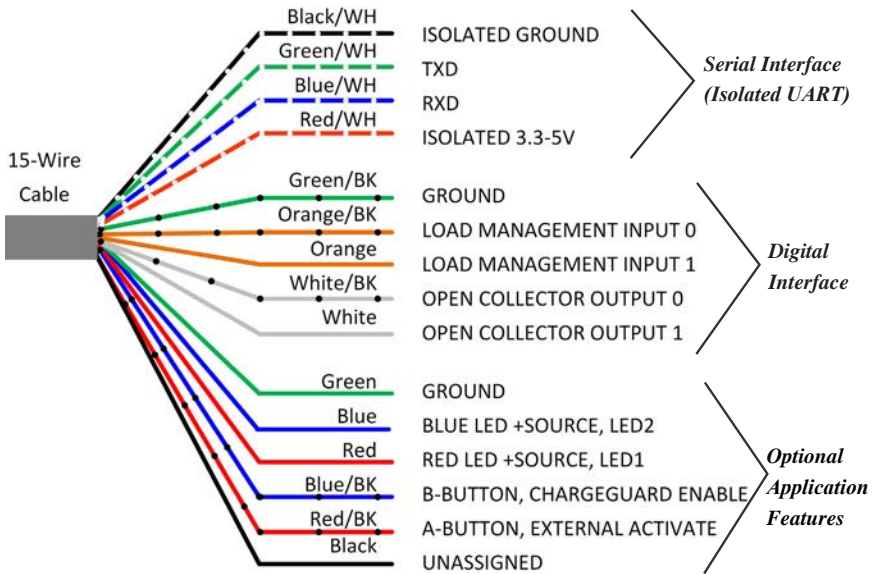 15-Wire
Cable
Black/WH ISOLATED GROUND
Green/WH TXD
Blue/WH RXD
Red/WH ISOLATED 3.3-5V
Serial Interface
(Isolated UART)
Green/BK GROUND
Orange/BK LOAD MANAGEMENT INPUT 0
Orange LOAD MANAGEMENT INPUT 1
White/BK OPEN COLLECTOR OUTPUT 0
White OPEN COLLECTOR OUTPUT 1
Digital
Interface
Green GROUND
Blue BLUE LED +SOURCE, LED2
Red RED LED +SOURCE, LED1
Blue/BK B-BUTTON, CHARGEGUARD ENABLE
Red/BK A-BUTTON, EXTERNAL ACTIVATE
Black UNASSIGNED
Optional
Application
Features